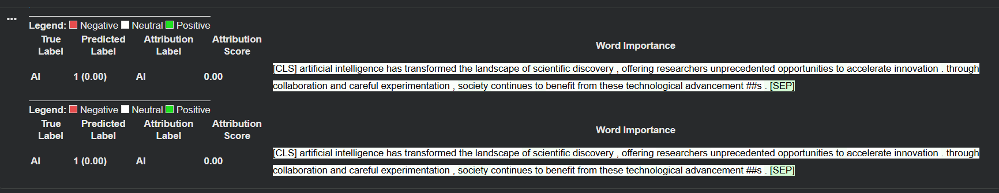 •••
Legend: Negative Neutral Positive
True Label Predicted Label Attribution Label Attribution Score Word Importance
AI 1 (0.00) AI 0.00 [CLS] artificial intelligence has transformed the landscape of scientific discovery , offering researchers unprecedented opportunities to accelerate innovation . through
collaboration and careful experimentation , society continues to benefit from these technological advancement ##s . [SEP]
Legend: Negative Neutral Positive
True Label Predicted Label Attribution Label Attribution Score Word Importance
AI 1 (0.00) AI 0.00 [CLS] artificial intelligence has transformed the landscape of scientific discovery , offering researchers unprecedented opportunities to accelerate innovation . through
collaboration and careful experimentation , society continues to benefit from these technological advancement ##s . [SEP]